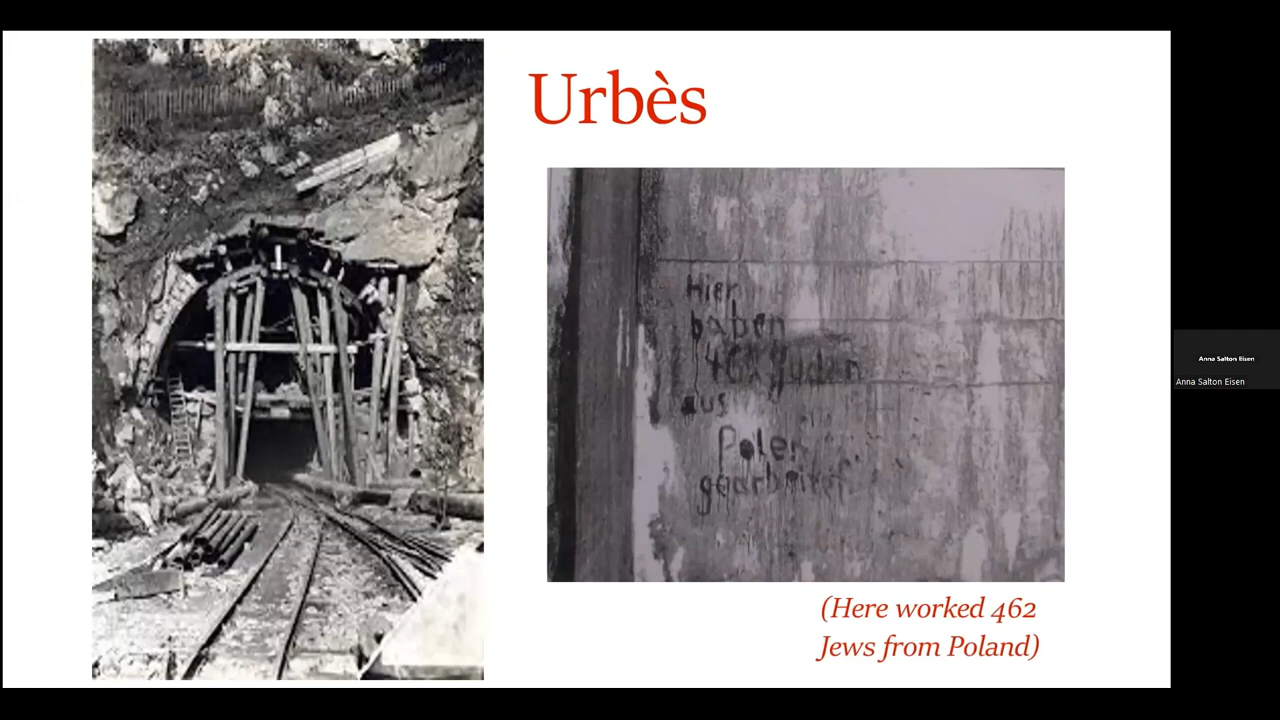 Urbès
Hier
haben
462 Juden
aus
Polen
gearbeitet
(Here worked 462
Jews from Poland)
Anna Salton Eisen
Anna Salton Eisen